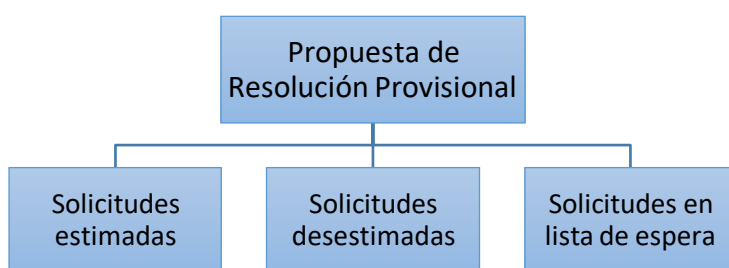 Propuesta de
Resolución Provisional
Solicitudes
estimadas
Solicitudes
desestimadas
Solicitudes en
lista de espera